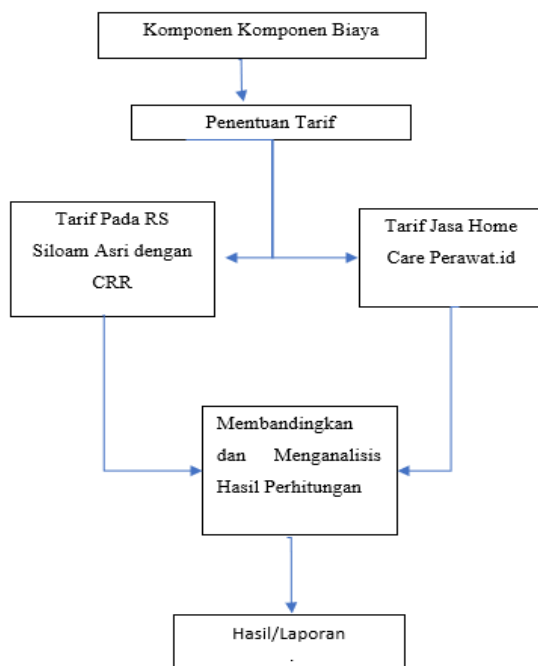 Komponen Komponen Biaya
Penentuan Tarif
Tarif Pada RS
Siloam Asri dengan
CRR
Tarif Jasa Home
Care Perawat.id
Membandingkan
dan Menganalisis
Hasil Perhitungan
Hasil/Laporan
.